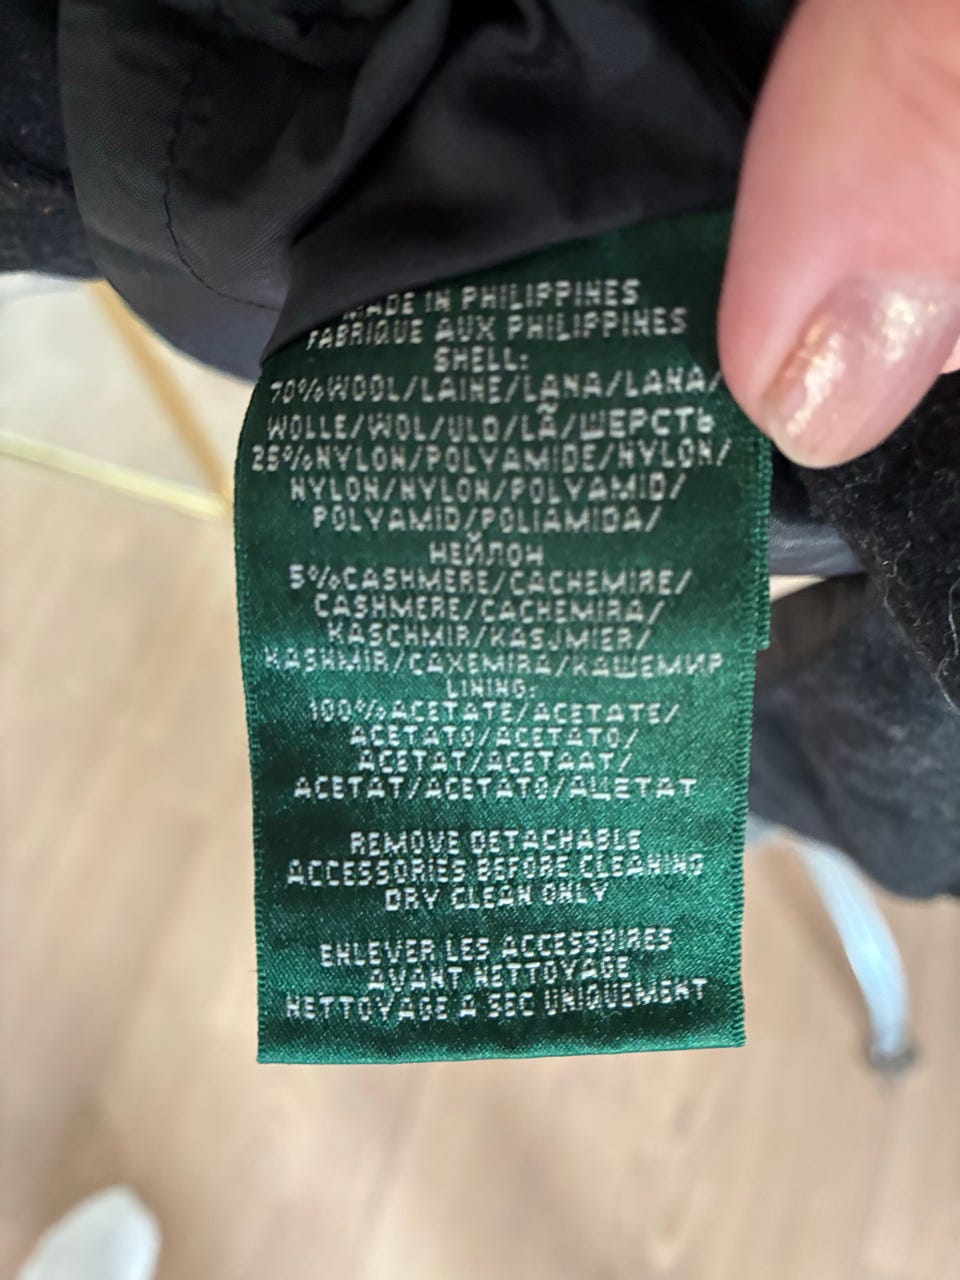 MADE IN PHILIPPINES
FABRIQUE AUX PHILIPPINES
SHELL:
70%WOOL/LAINE/LANA/LANA/
WOLLE/WOL/ULD/LÃ/ШЕРСТЬ
25%NYLON/POLYAMIDE/NYLON/
NYLON/NYLON/POLYAMID/
POLYAMID/POLIAMIDA/
НЕЙЛОН
5%CASHMERE/CACHEMIRE/
CASHMERE/CACHEMIRA/
KASCHMIR/KASJMIER/
KASHMIR/CAXEMIRA/КАШЕМИР
LINING:
100%ACETATE/ACETATE/
ACETATO/ACETATO/
ACETAT/ACETAAT/
ACETAT/ACETATO/АЦЕТАТ
REMOVE DETACHABLE
ACCESSORIES BEFORE CLEANING
DRY CLEAN ONLY
ENLEVER LES ACCESSOIRES
AVANT NETTOYAGE
NETTOYAGE A SEC UNIQUEMENT